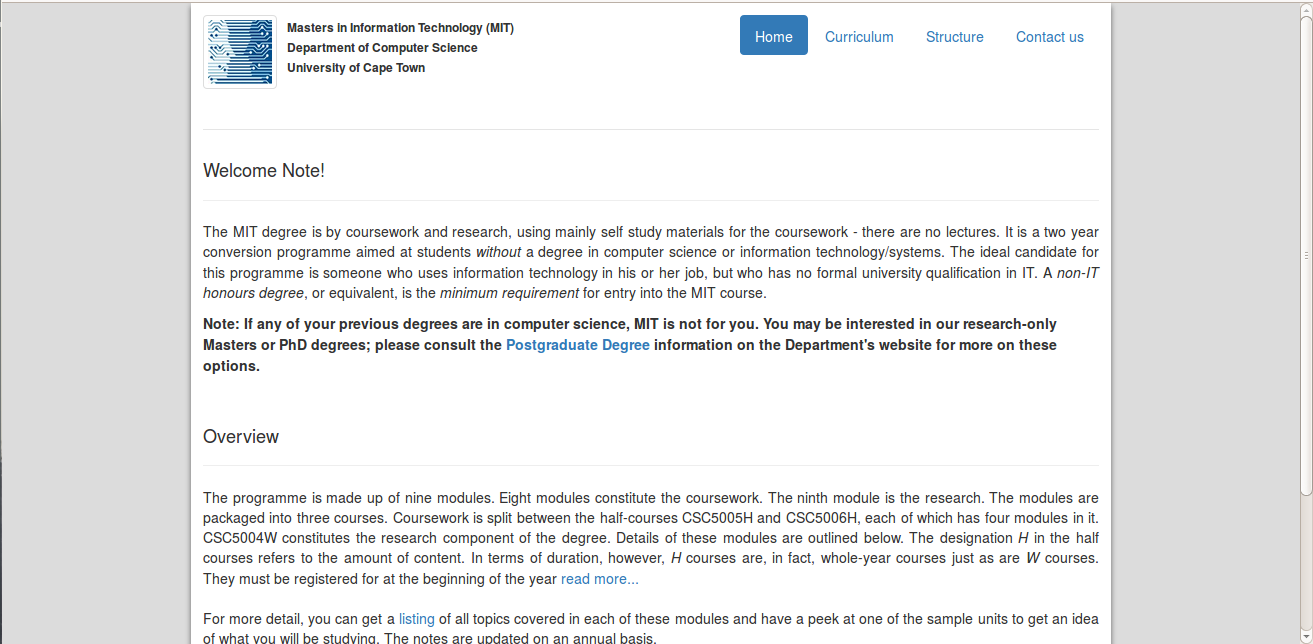 Masters in Information Technology (MIT)
Department of Computer Science
University of Cape Town
Home Curriculum Structure Contact us
Welcome Note!
The MIT degree is by coursework and research, using mainly self study materials for the coursework - there are no lectures. It is a two year
conversion programme aimed at students without a degree in computer science or information technology/systems. The ideal candidate for
this programme is someone who uses information technology in his or her job, but who has no formal university qualification in IT. A non-IT
honours degree, or equivalent, is the minimum requirement for entry into the MIT course.
Note: If any of your previous degrees are in computer science, MIT is not for you. You may be interested in our research-only
Masters or PhD degrees; please consult the Postgraduate Degree information on the Department's website for more on these
options.
Overview
The programme is made up of nine modules. Eight modules constitute the coursework. The ninth module is the research. The modules are
packaged into three courses. Coursework is split between the half-courses CSC5005H and CSC5006H, each of which has four modules in it.
CSC5004W constitutes the research component of the degree. Details of these modules are outlined below. The designation H in the half
courses refers to the amount of content. In terms of duration, however, H courses are, in fact, whole-year courses just as are W courses.
They must be registered for at the beginning of the year read more...
For more detail, you can get a listing of all topics covered in each of these modules and have a peek at one of the sample units to get an idea
of what you will be studying. The notes are updated on an annual basis.